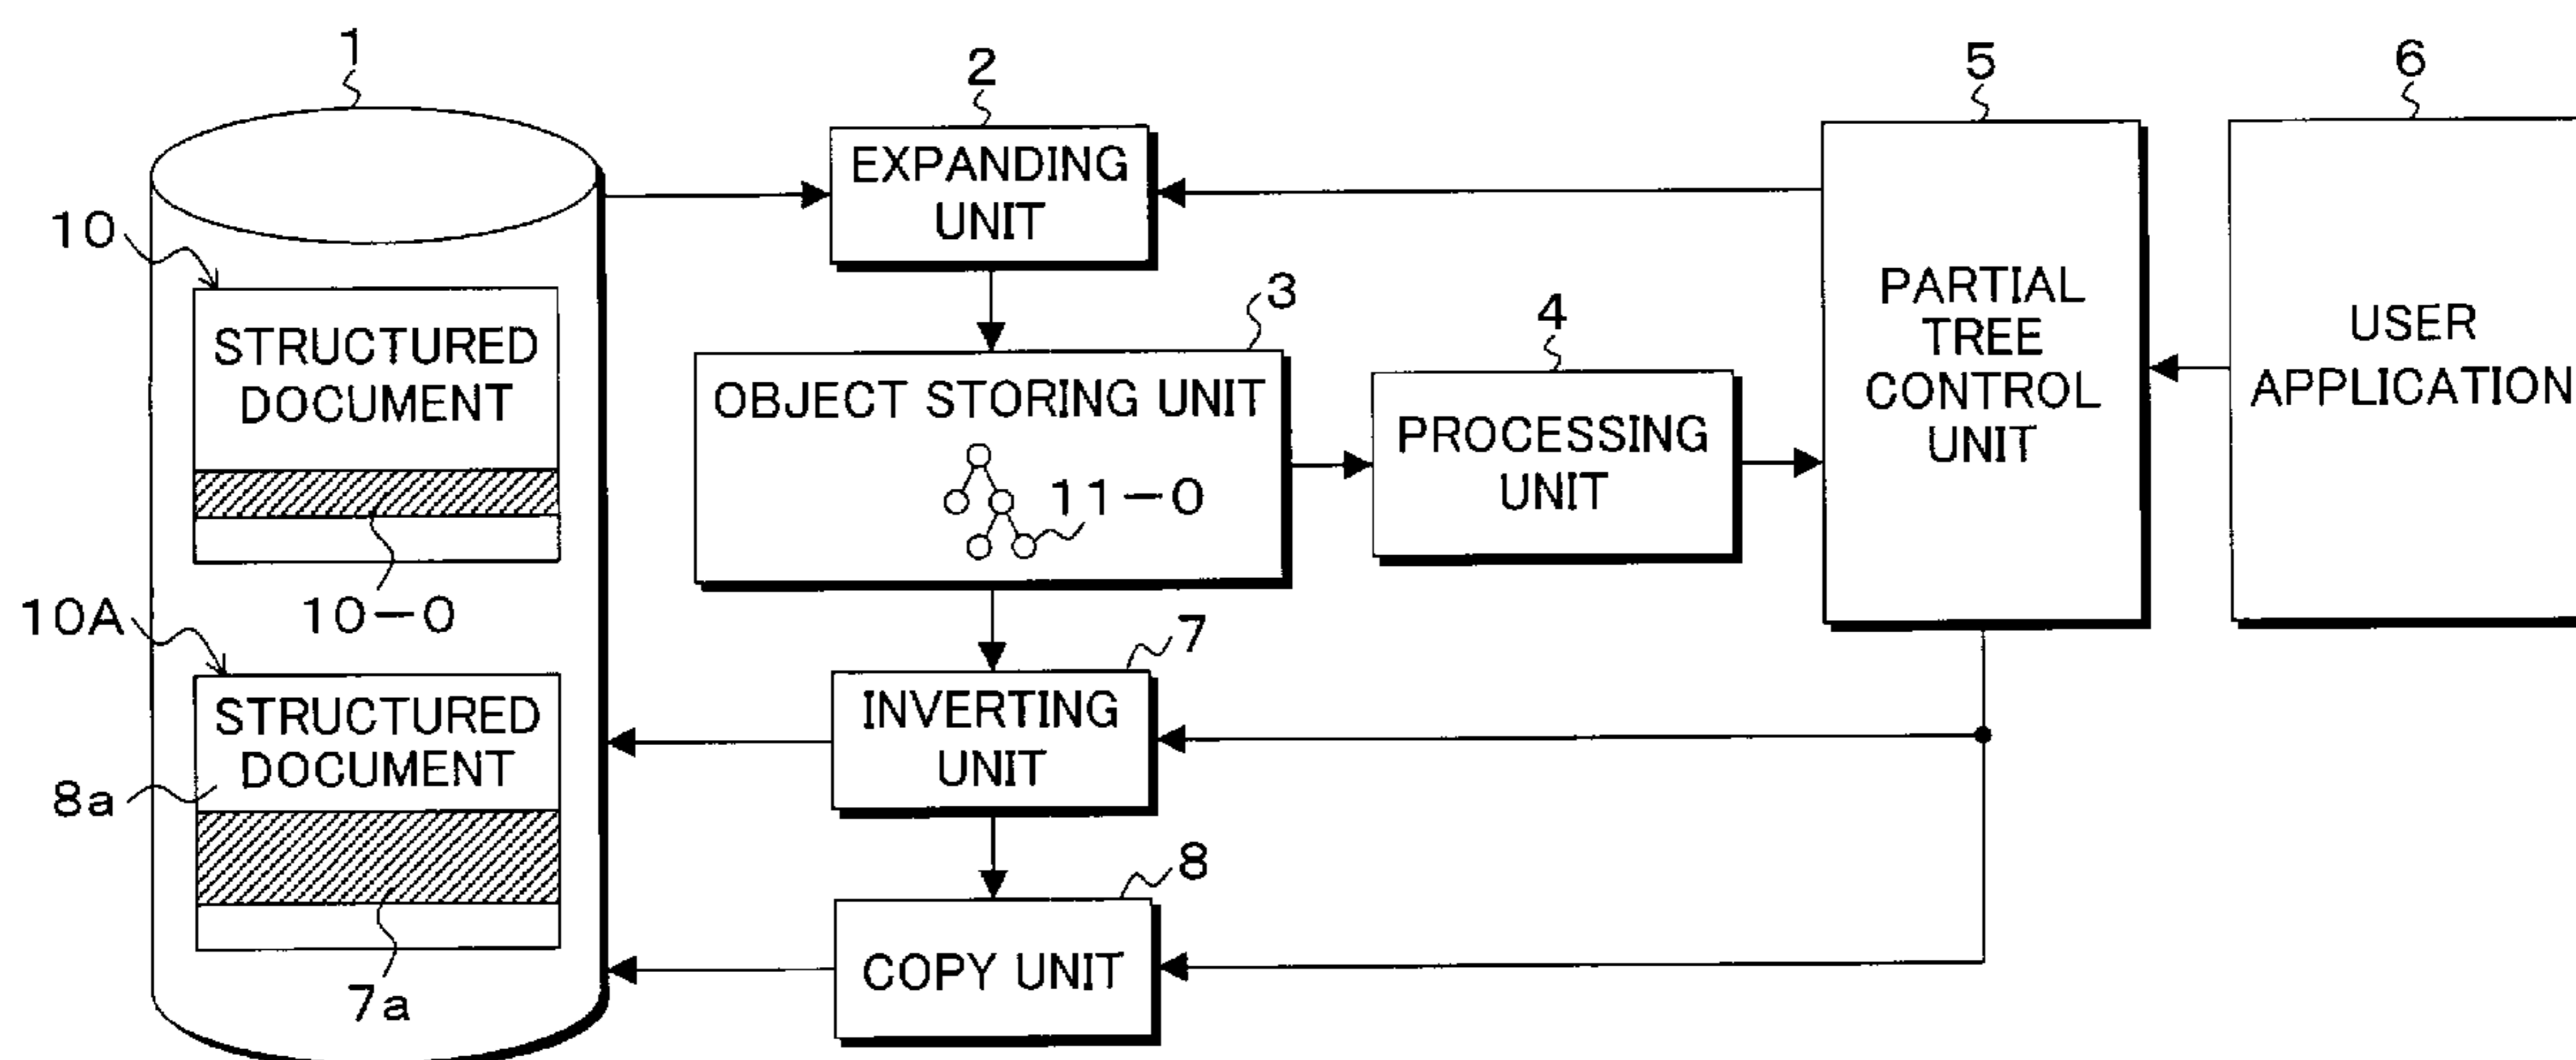 1
2
5
6
EXPANDING
UNIT
10
3
4
STRUCTURED
DOCUMENT
OBJECT STORING UNIT
11-0
PROCESSING
UNIT
PARTIAL
TREE
CONTROL
UNIT
USER
APPLICATION
10-0
10A
7
STRUCTURED
DOCUMENT
INVERTING
UNIT
8a
8
COPY UNIT
7a